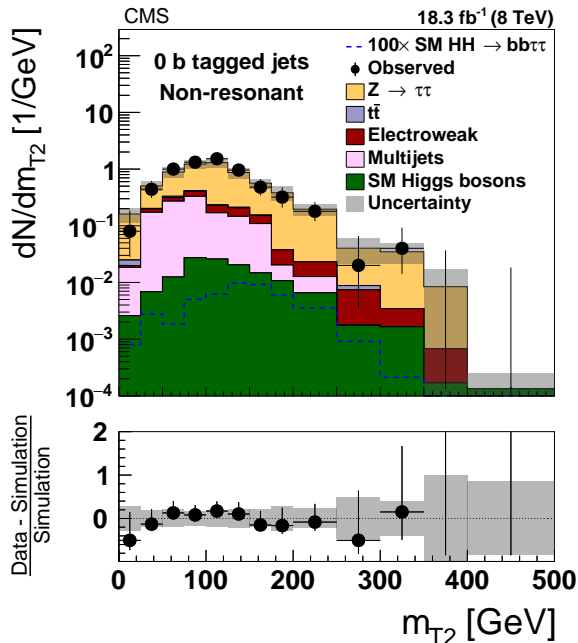 CMS 18.3 fb⁻¹ (8 TeV)
0 b tagged jets
Non-resonant
100× SM HH → bbττ
Observed
Z → ττ
tt̄
Electroweak
Multijets
SM Higgs bosons
Uncertainty
dN/dm_T2 [1/GeV]
10²
10
1
10⁻¹
10⁻²
10⁻³
10⁻⁴
Data - Simulation
Simulation
2
1
0
0 100 200 300 400 500
m_T2 [GeV]